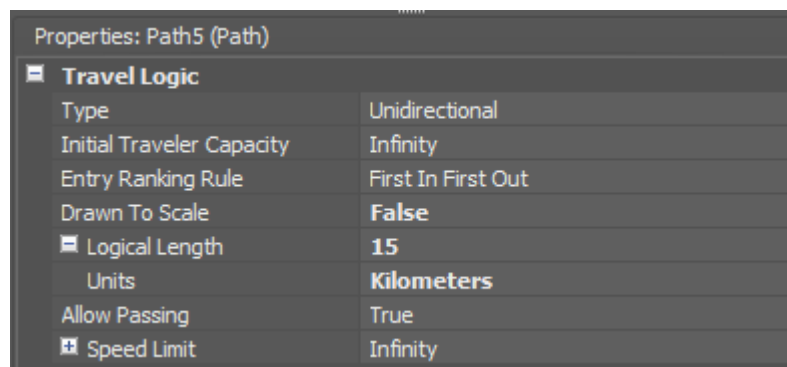 Properties: Path5 (Path)
Travel Logic
Type Unidirectional
Initial Traveler Capacity Infinity
Entry Ranking Rule First In First Out
Drawn To Scale False
Logical Length 15
Units Kilometers
Allow Passing True
Speed Limit Infinity